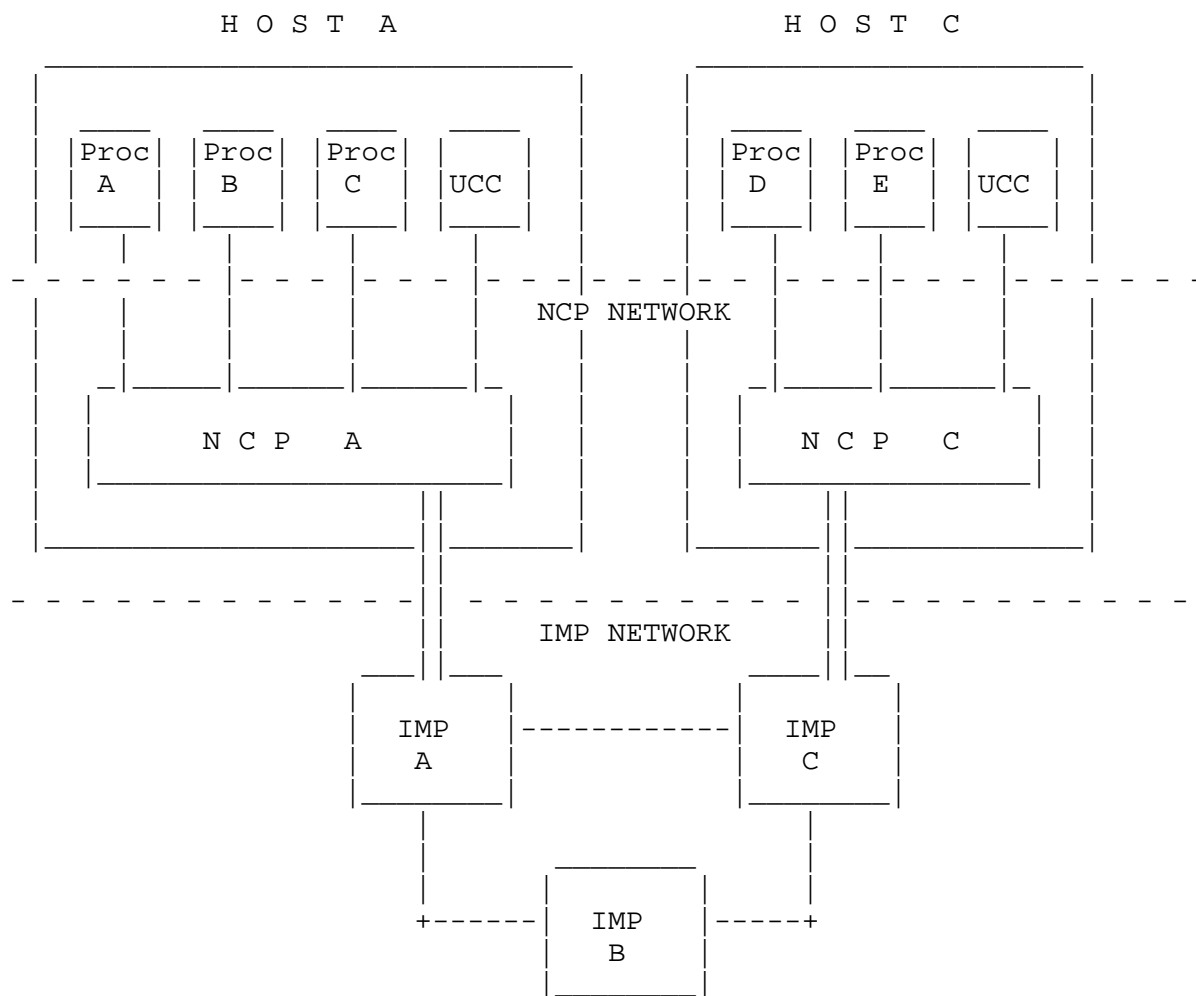 H O S T A H O S T C
Proc Proc Proc Proc Proc
A B C UCC D E UCC
NCP NETWORK
N C P A N C P C
IMP NETWORK
IMP IMP
A C
IMP
B